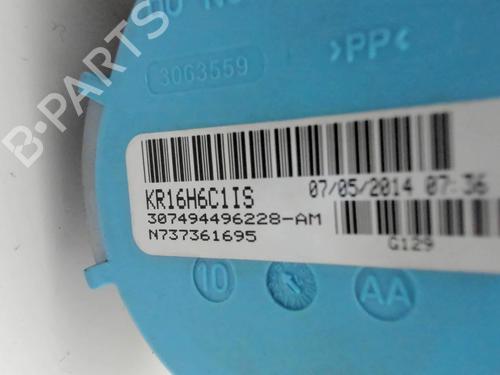 >PP<
3063559
B-PARTS
KR16H6C1IS
07/05/2014 07:36
307494496228-AM
N737361695
G129
10
AA